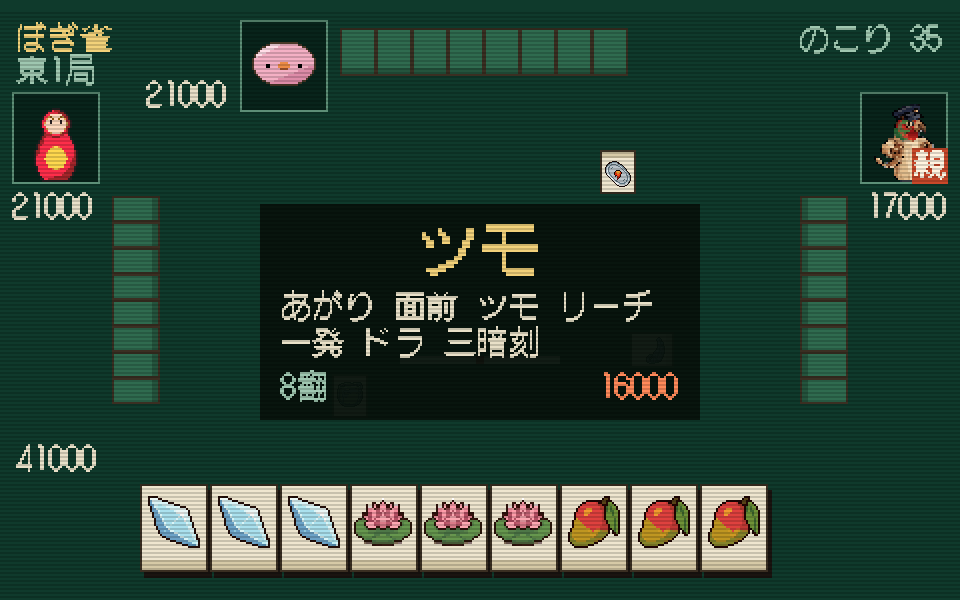 ぽぎ雀
東1局
のこり 35
21000
親
21000
17000
ツモ
あがり 面前 ツモ リーチ
一発 ドラ 三暗刻
8翻
16000
41000